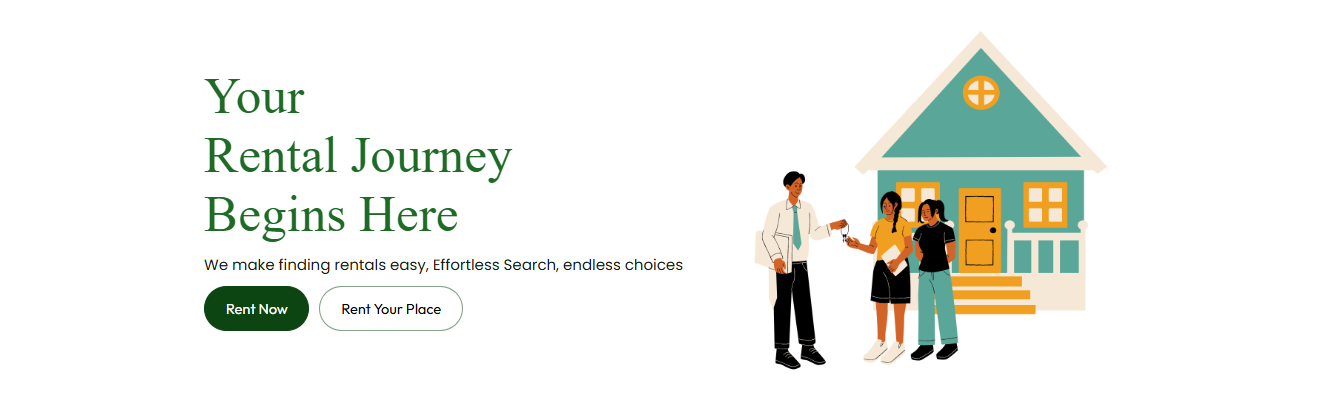 Your
Rental Journey
Begins Here
We make finding rentals easy, Effortless Search, endless choices
Rent Now
Rent Your Place